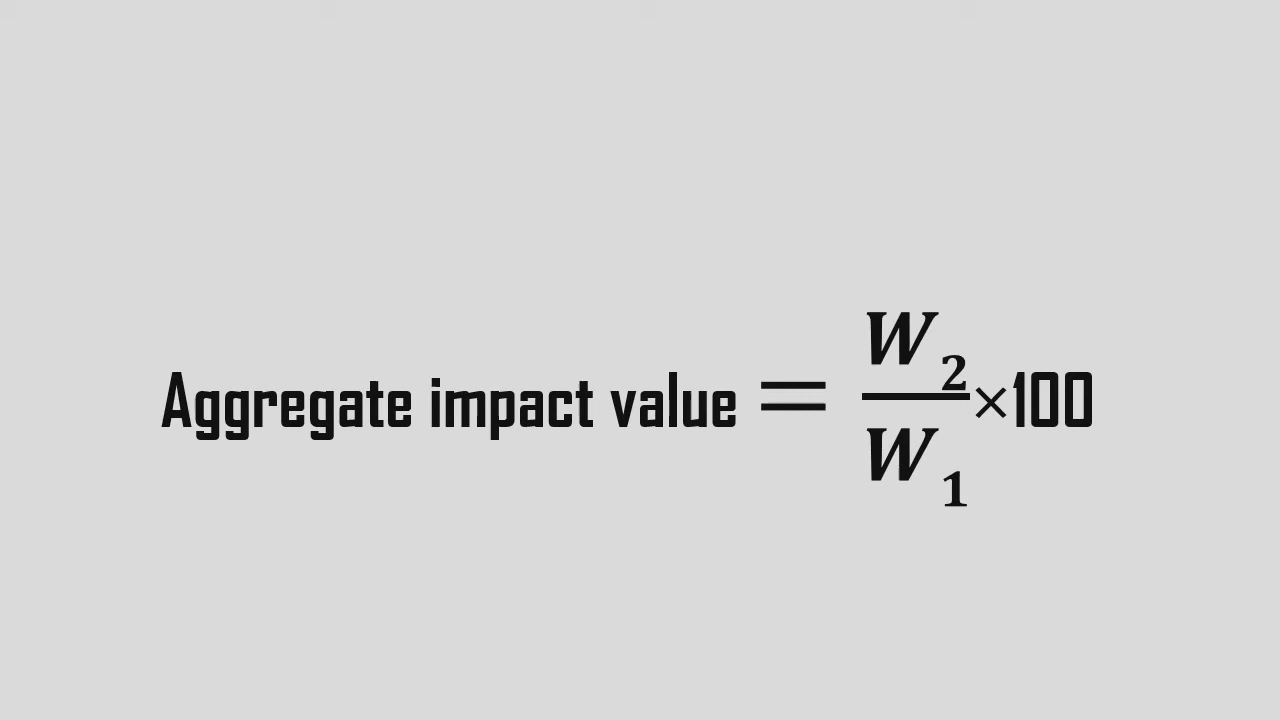 Aggregate impact value = W₂/W₁ ×100